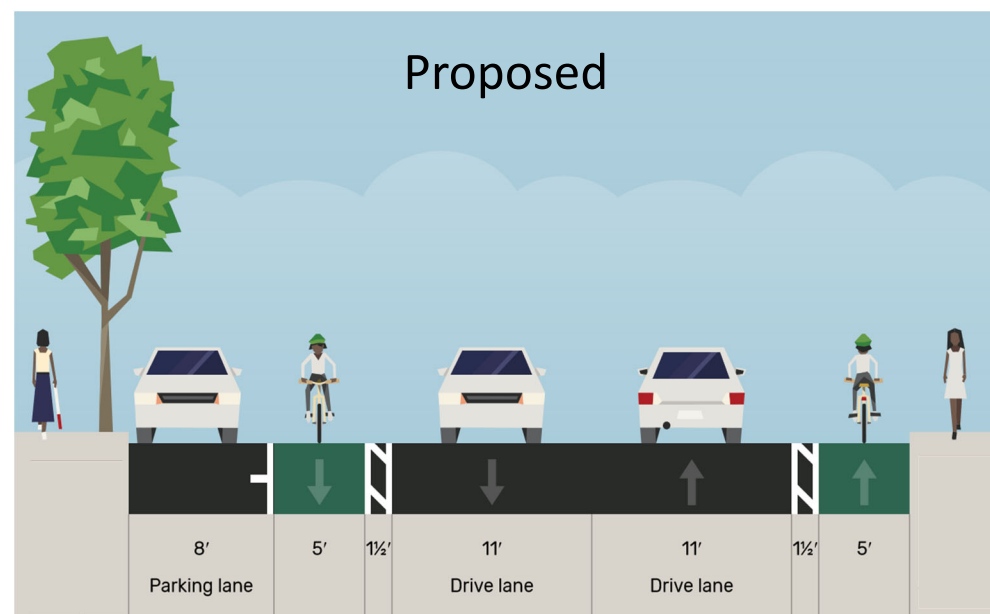 Proposed
8′ 5′ 1½′ 11′ 11′ 1½′ 5′
Parking lane Drive lane Drive lane